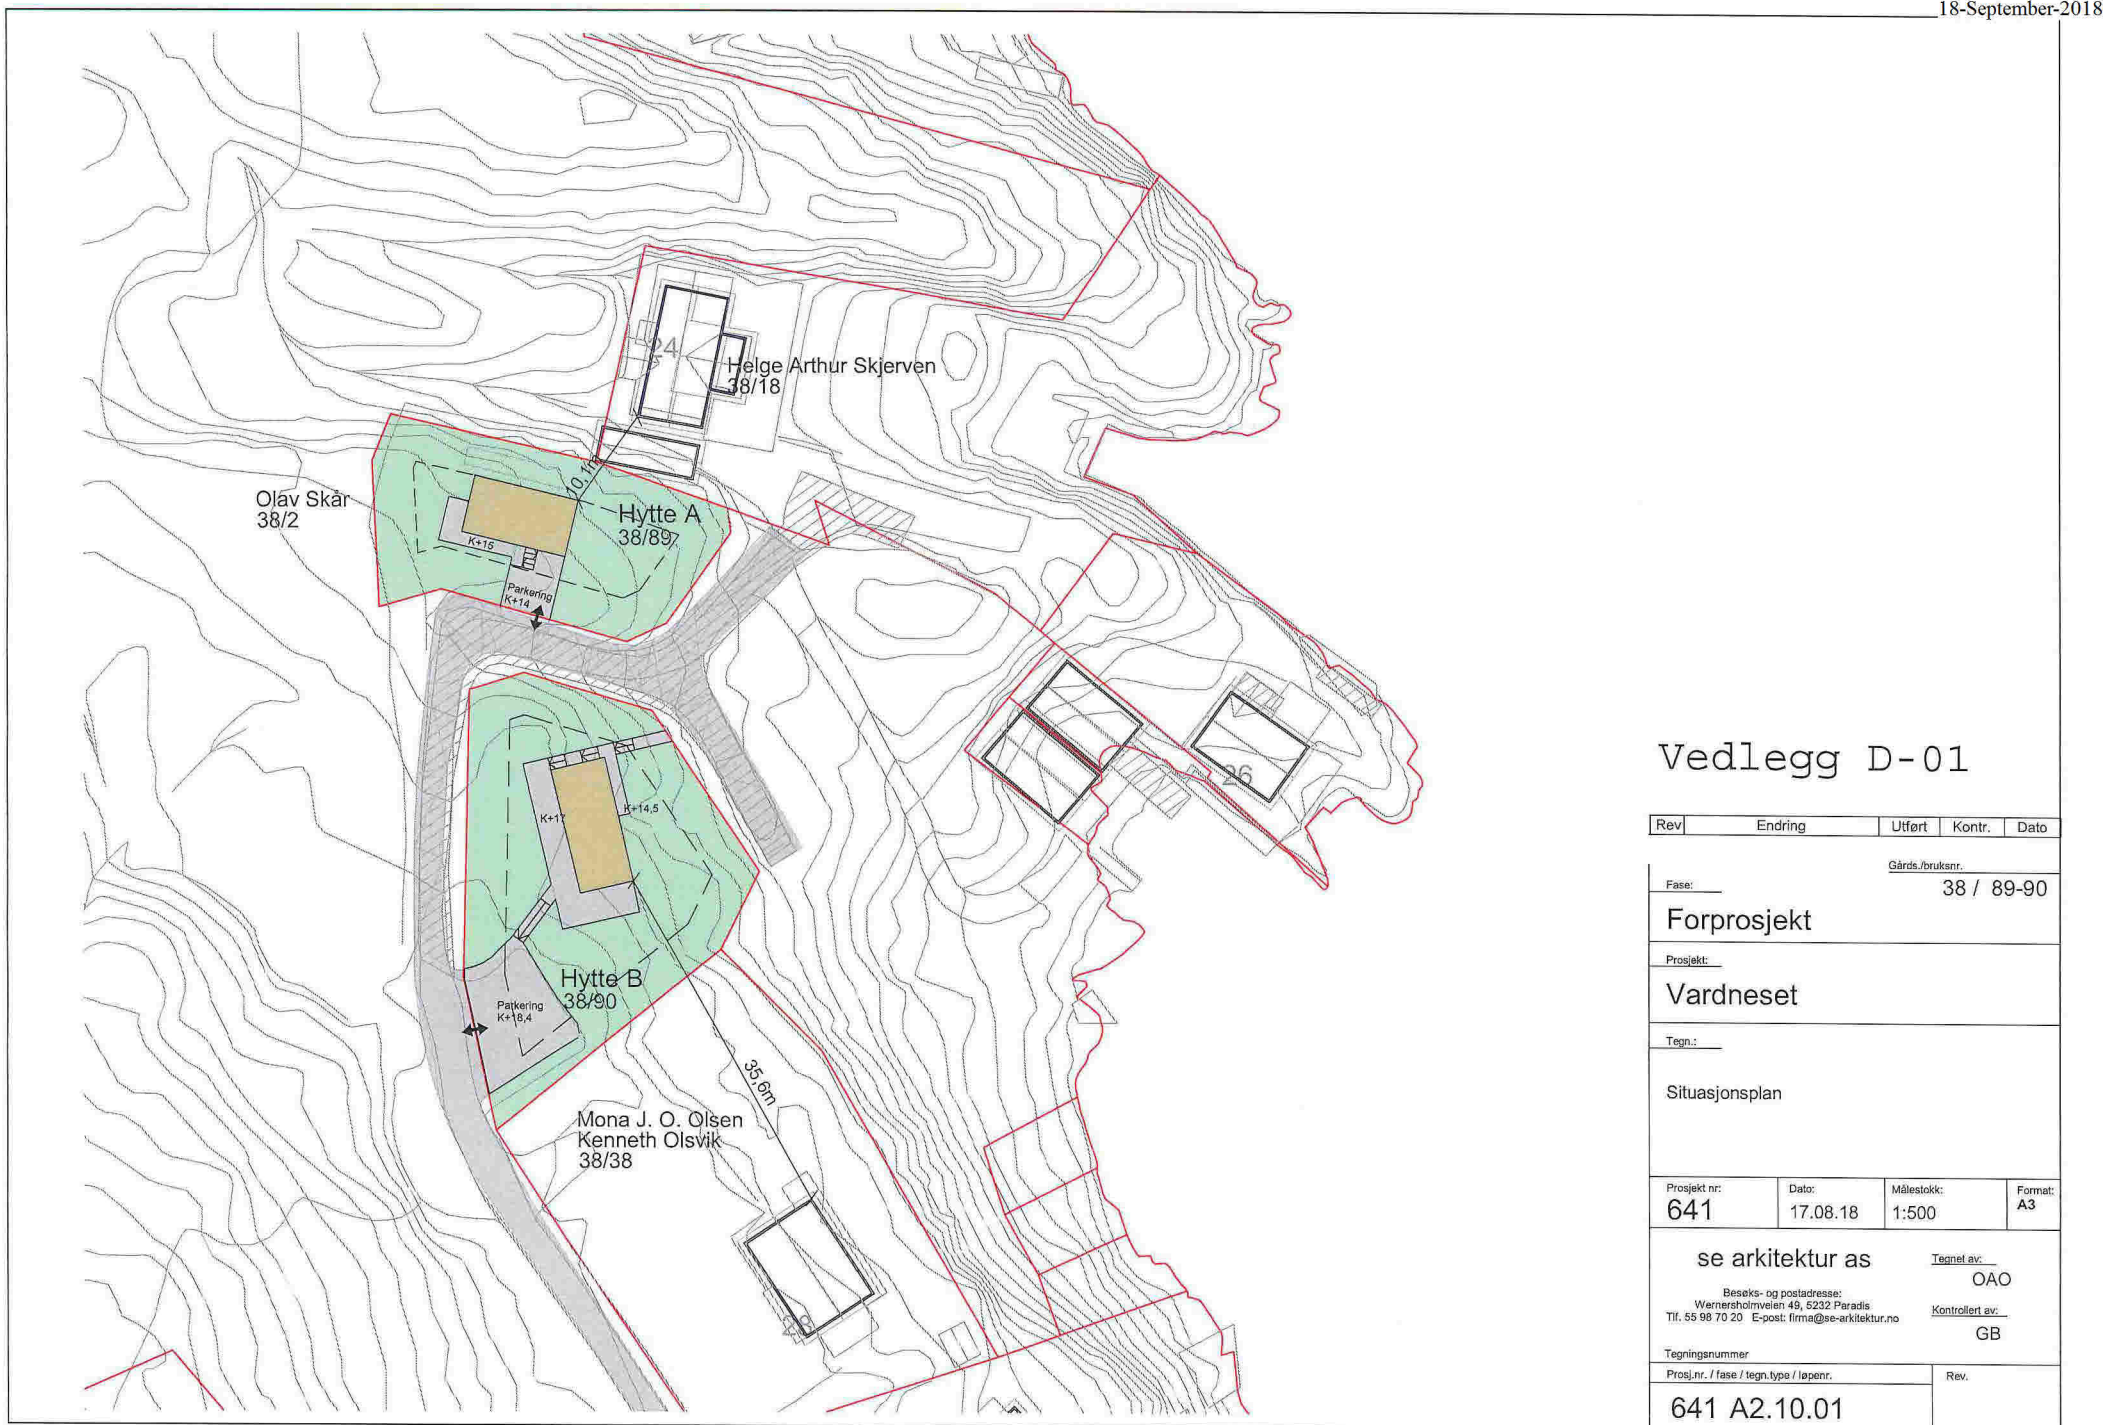 18-September-2018
24
Helge Arthur Skjerven
38/18
Olav Skår
38/2
10,1m
Hytte A
38/89
K+15
Parkering
K+14
26
K+14,5
K+17
Hytte B
38/90
Parkering
K+18,4
35,6m
Mona J. O. Olsen
Kenneth Olsvik
38/38
28
Vedlegg D-01
Rev Endring Utført Kontr. Dato
Gårds./bruksnr.
38 / 89-90
Fase:
Forprosjekt
Prosjekt:
Vardneset
Tegn.:
Situasjonsplan
Prosjekt nr: Dato: Målestokk: Format:
641 17.08.18 1:500 A3
se arkitektur as
Tegnet av:
OAO
Besøks- og postadresse:
Wernersholmveien 49, 5232 Paradis
Tlf. 55 98 70 20 E-post: firma@se-arkitektur.no
Kontrollert av:
GB
Tegningsnummer
Prosj.nr. / fase / tegn.type / løpenr. Rev.
641 A2.10.01